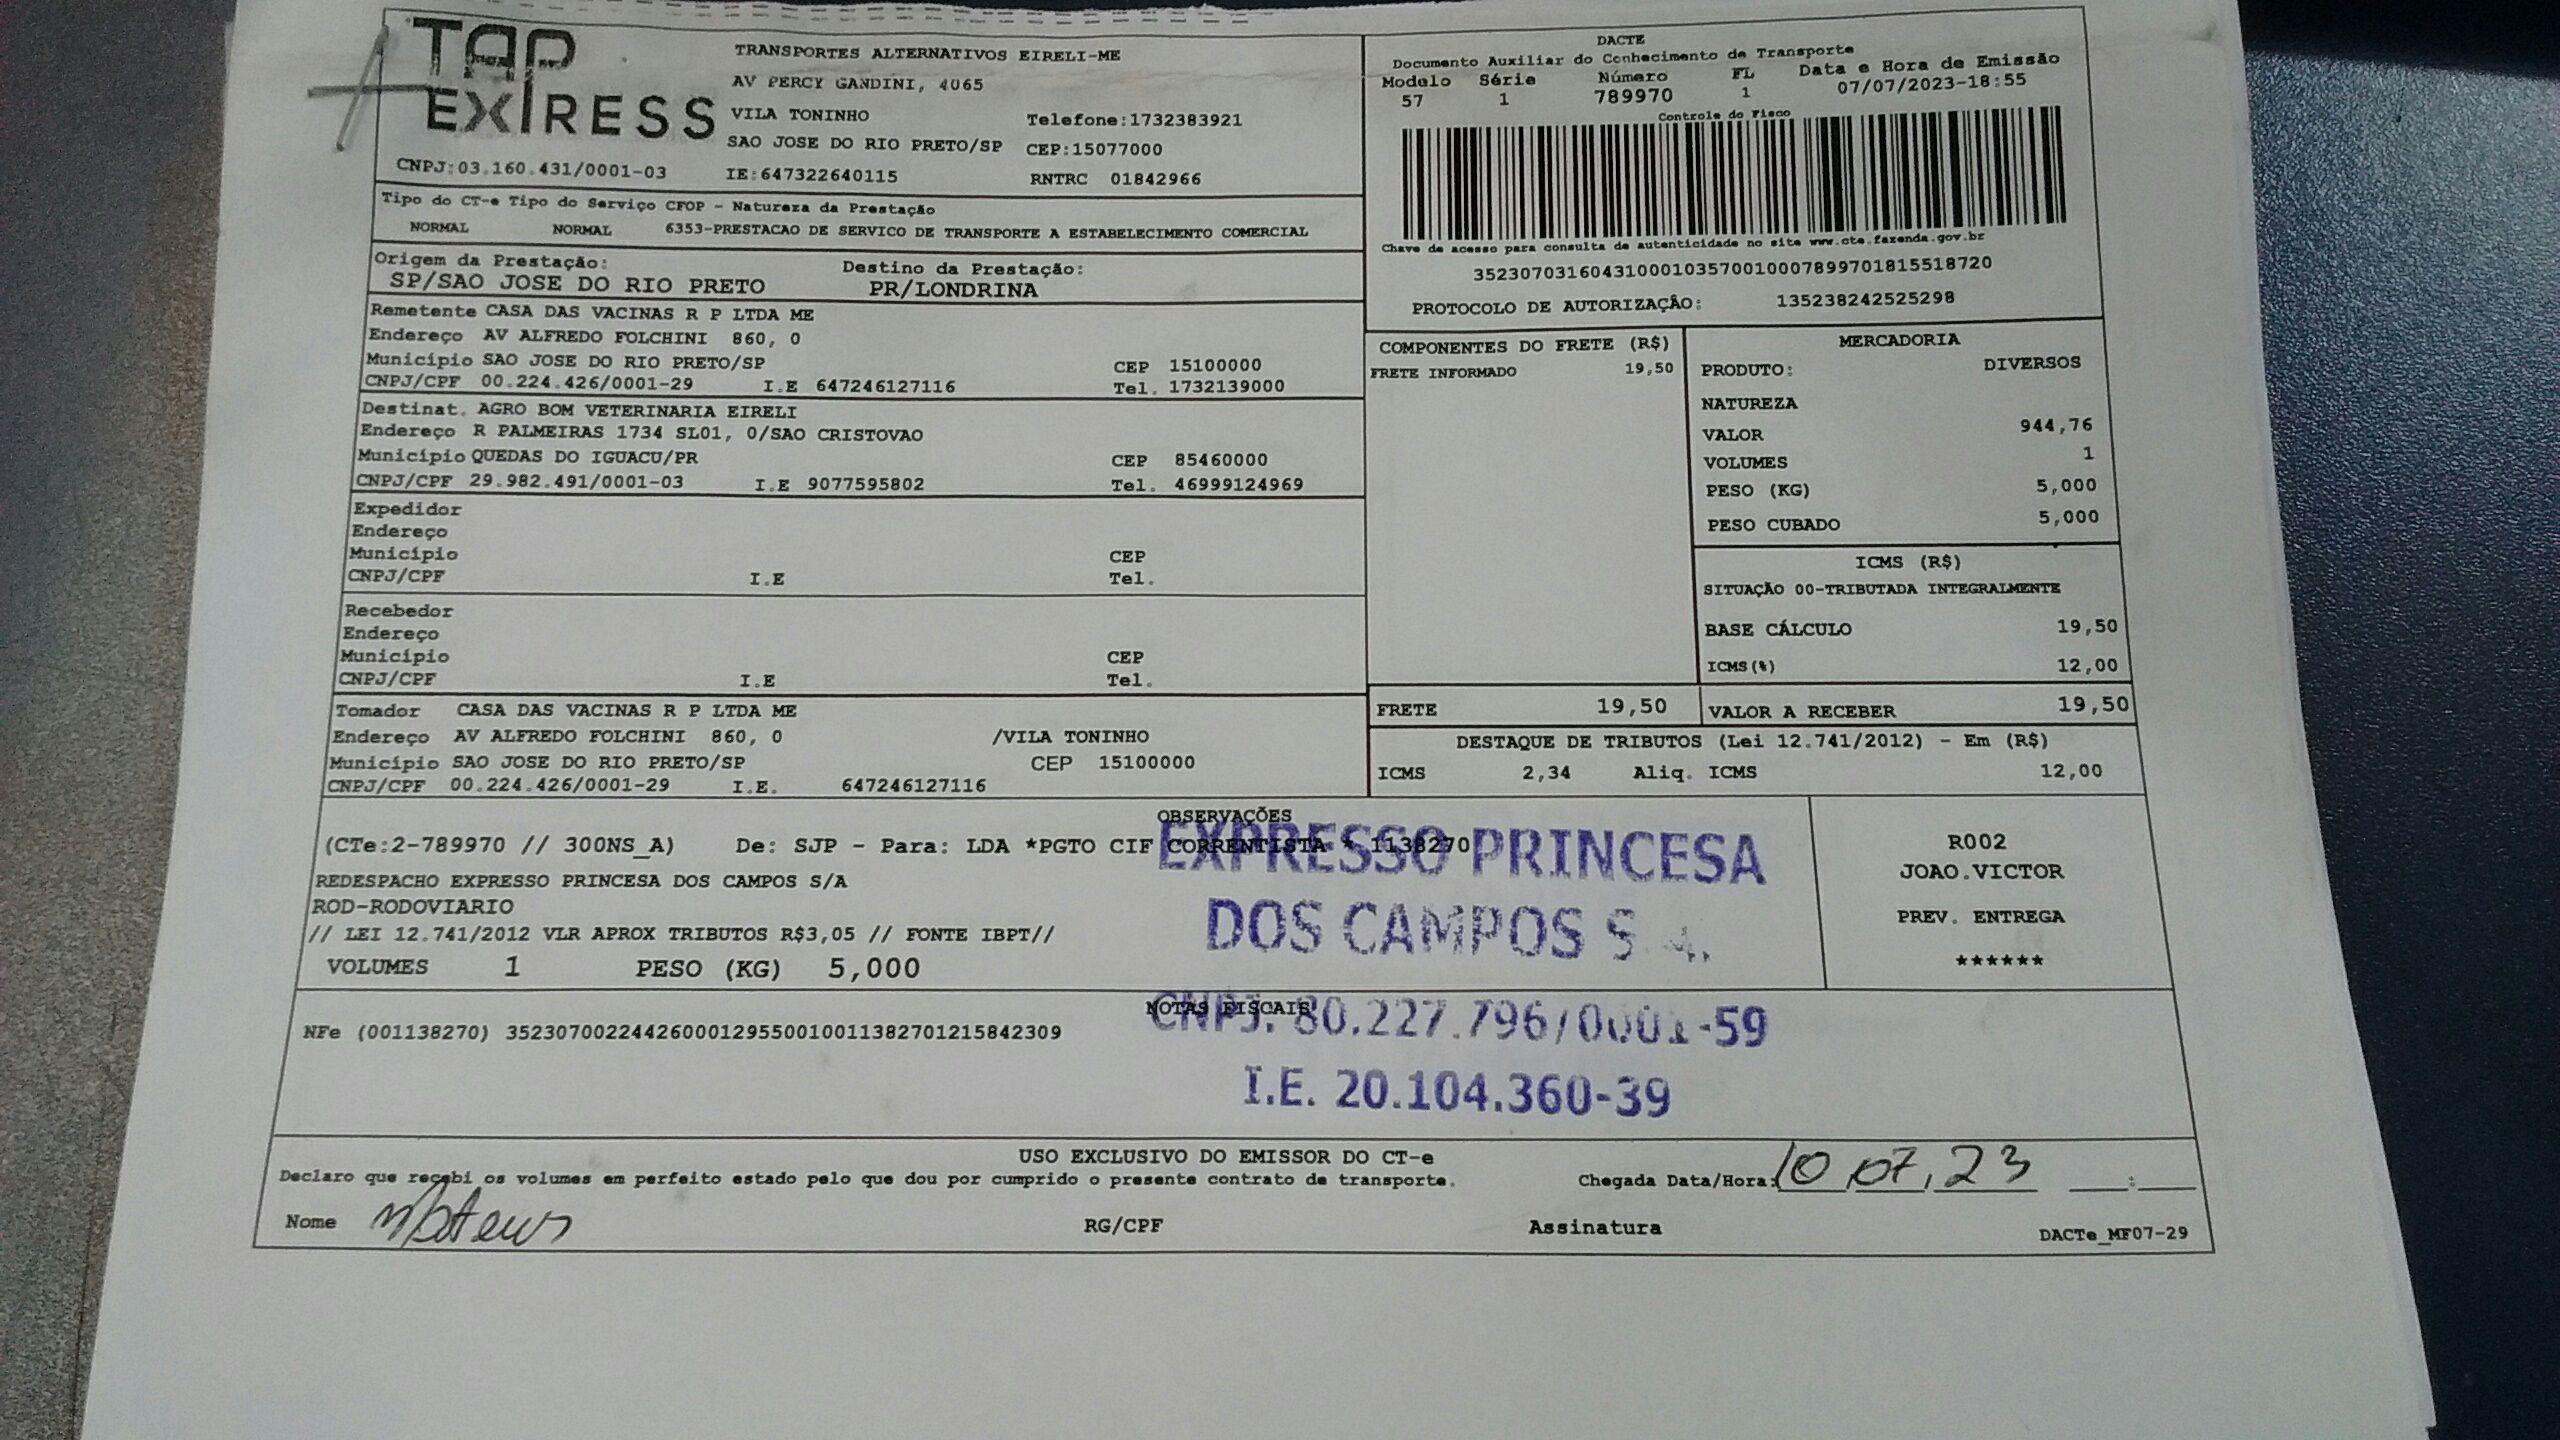 TAP EXPRESS
TRANSPORTES ALTERNATIVOS EIRELI-ME
AV PERCY GANDINI, 4065
VILA TONINHO Telefone:1732383921
SAO JOSE DO RIO PRETO/SP CEP:15077000
CNPJ:03.160.431/0001-03 IE:647322640115 RNTRC 01842966
DACTE
Documento Auxiliar do Conhecimento de Transporte
Modelo Série Número FL Data e Hora de Emissão
57 1 789970 1 07/07/2023-18:55
Controle do Fisco
Chave de acesso para consulta de autenticidade no site www.cte.fazenda.gov.br
35230703160431000103570010007899701815518720
PROTOCOLO DE AUTORIZAÇÃO: 135238242525298
Tipo do CT-e Tipo do Serviço CFOP - Natureza da Prestação
NORMAL NORMAL 6353-PRESTACAO DE SERVICO DE TRANSPORTE A ESTABELECIMENTO COMERCIAL
Origem da Prestação: Destino da Prestação:
SP/SAO JOSE DO RIO PRETO PR/LONDRINA
Remetente CASA DAS VACINAS R P LTDA ME
Endereço AV ALFREDO FOLCHINI 860, 0
Município SAO JOSE DO RIO PRETO/SP CEP 15100000
CNPJ/CPF 00.224.426/0001-29 I.E 647246127116 Tel. 1732139000
Destinat. AGRO BOM VETERINARIA EIRELI
Endereço R PALMEIRAS 1734 SL01, 0/SAO CRISTOVAO
Município QUEDAS DO IGUACU/PR CEP 85460000
CNPJ/CPF 29.982.491/0001-03 I.E 9077595802 Tel. 46999124969
Expedidor
Endereço
Município CEP
CNPJ/CPF I.E Tel.
Recebedor
Endereço
Município CEP
CNPJ/CPF I.E Tel.
Tomador CASA DAS VACINAS R P LTDA ME
Endereço AV ALFREDO FOLCHINI 860, 0 /VILA TONINHO
Município SAO JOSE DO RIO PRETO/SP CEP 15100000
CNPJ/CPF 00.224.426/0001-29 I.E. 647246127116
COMPONENTES DO FRETE (R$)
FRETE INFORMADO 19,50
MERCADORIA
PRODUTO: DIVERSOS
NATUREZA
VALOR 944,76
VOLUMES 1
PESO (KG) 5,000
PESO CUBADO 5,000
ICMS (R$)
SITUAÇÃO 00-TRIBUTADA INTEGRALMENTE
BASE CÁLCULO 19,50
ICMS(%) 12,00
FRETE 19,50 VALOR A RECEBER 19,50
DESTAQUE DE TRIBUTOS (Lei 12.741/2012) - Em (R$)
ICMS 2,34 Aliq. ICMS 12,00
OBSERVAÇÕES
(CTe:2-789970 // 300NS_A) De: SJP - Para: LDA *PGTO CIF CORRENTISTA * 1138270
REDESPACHO EXPRESSO PRINCESA DOS CAMPOS S/A
ROD-RODOVIARIO
// LEI 12.741/2012 VLR APROX TRIBUTOS R$3,05 // FONTE IBPT//
VOLUMES 1 PESO (KG) 5,000
R002
JOAO.VICTOR
PREV. ENTREGA
******
EXPRESSO PRINCESA
DOS CAMPOS S.A.
CNPJ. 80.227.796/0001-59
I.E. 20.104.360-39
NOTAS FISCAIS
NFe (001138270) 35230700224426000129550010011382701215842309
USO EXCLUSIVO DO EMISSOR DO CT-e
Declaro que recebi os volumes em perfeito estado pelo que dou por cumprido o presente contrato de transporte. Chegada Data/Hora: 10,07,23 :
Nome Mateus RG/CPF Assinatura DACTe_MF07-29